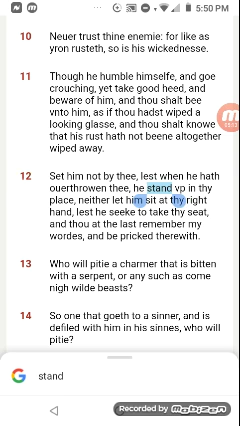 5:50 PM
10 Neuer trust thine enemie: for like as
yron rusteth, so is his wickednesse.
11 Though he humble himselfe, and goe
crouching, yet take good heed, and
beware of him, and thou shalt bee
vnto him, as if thou hadst wiped a
looking glasse, and thou shalt knowe
that his rust hath not beene altogether
wiped away.
12 Set him not by thee, lest when he hath
ouerthrowen thee, he stand vp in thy
place, neither let him sit at thy right
hand, lest he seeke to take thy seat,
and thou at the last remember my
wordes, and be pricked therewith.
13 Who will pitie a charmer that is bitten
with a serpent, or any such as come
nigh wilde beasts?
14 So one that goeth to a sinner, and is
defiled with him in his sinnes, who will
pitie?
G stand
Recorded by MOBIZEN